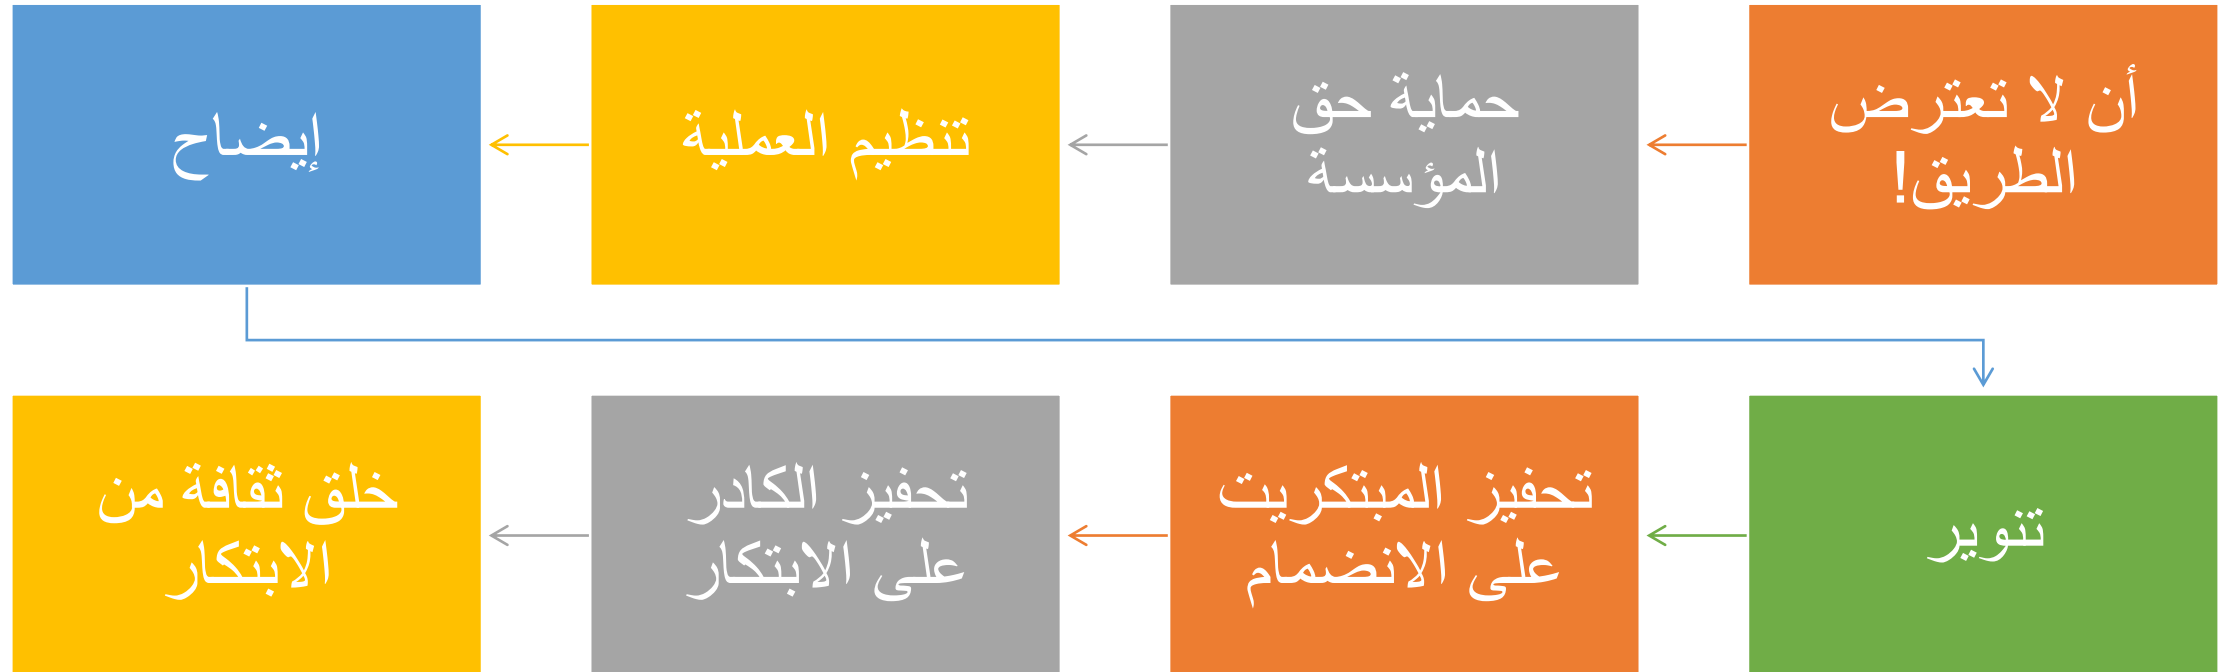 أن لا تعترض
الطريق!
حماية حق
المؤسسة
تنظيم العملية
إيضاح
تنوير
تحفيز المبتكريت
على الانضمام
تحفيز الكادر
على الابتكار
خلق ثقافة من
الابتكار